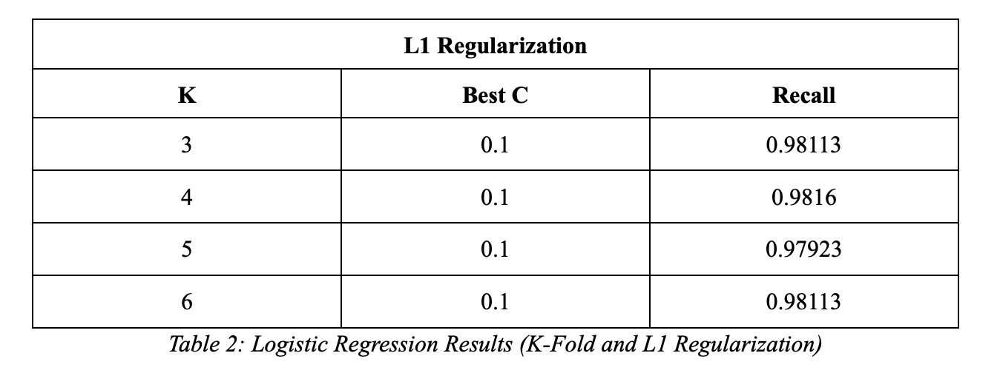 L1 Regularization
K Best C Recall
3 0.1 0.98113
4 0.1 0.9816
5 0.1 0.97923
6 0.1 0.98113
Table 2: Logistic Regression Results (K-Fold and L1 Regularization)